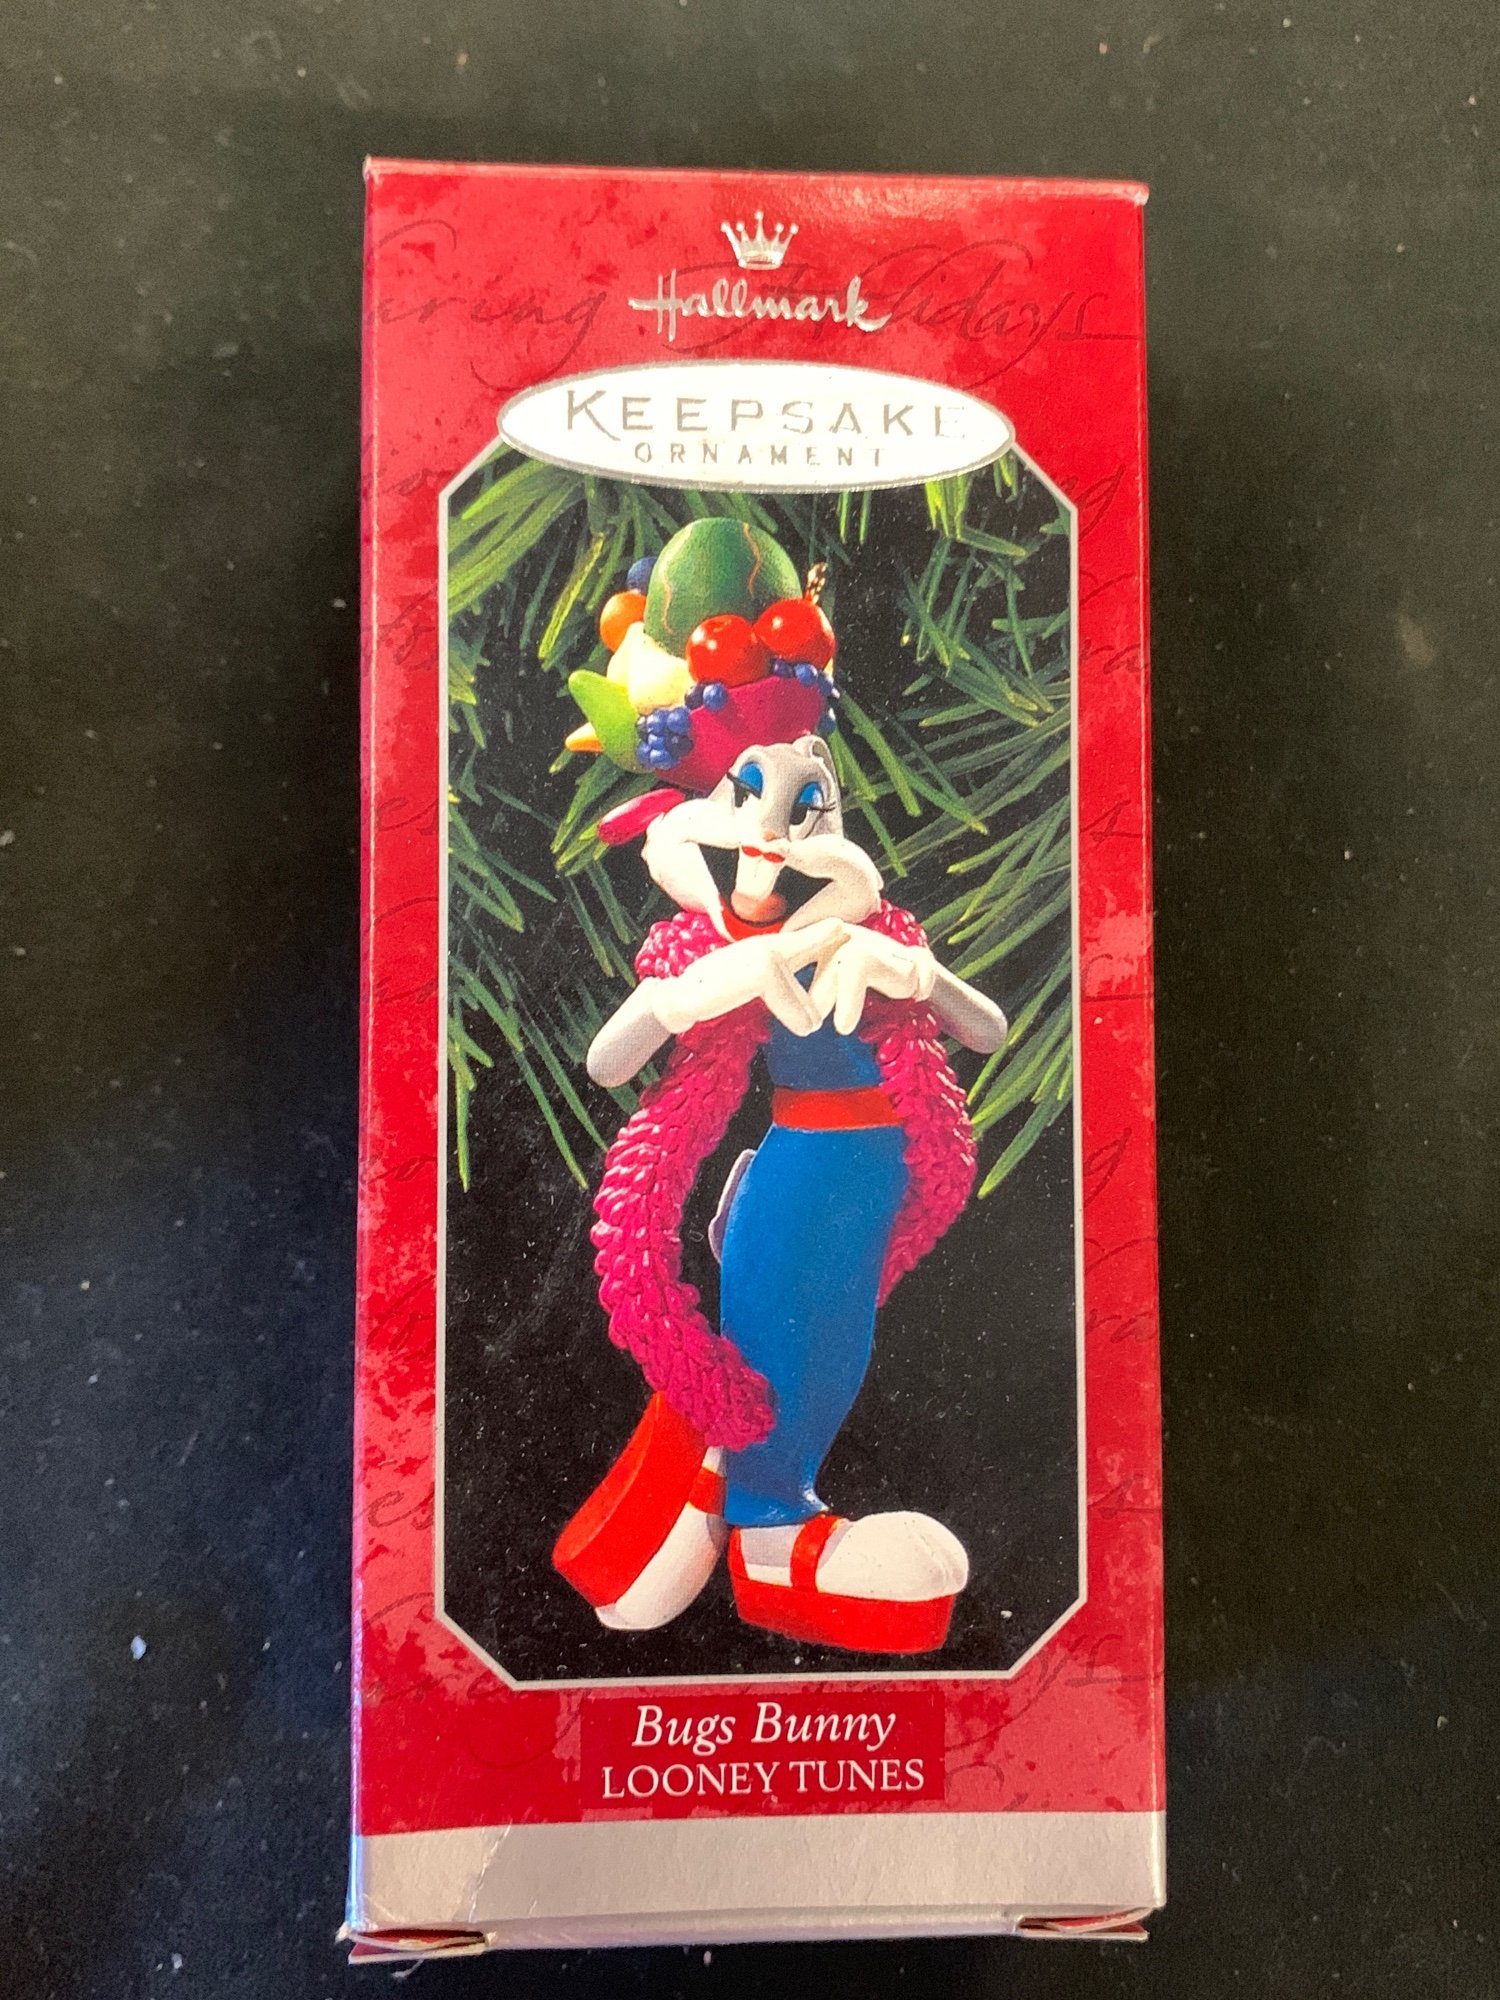 Hallmark
KEEPSAKE
ORNAMENT
Bugs Bunny
LOONEY TUNES